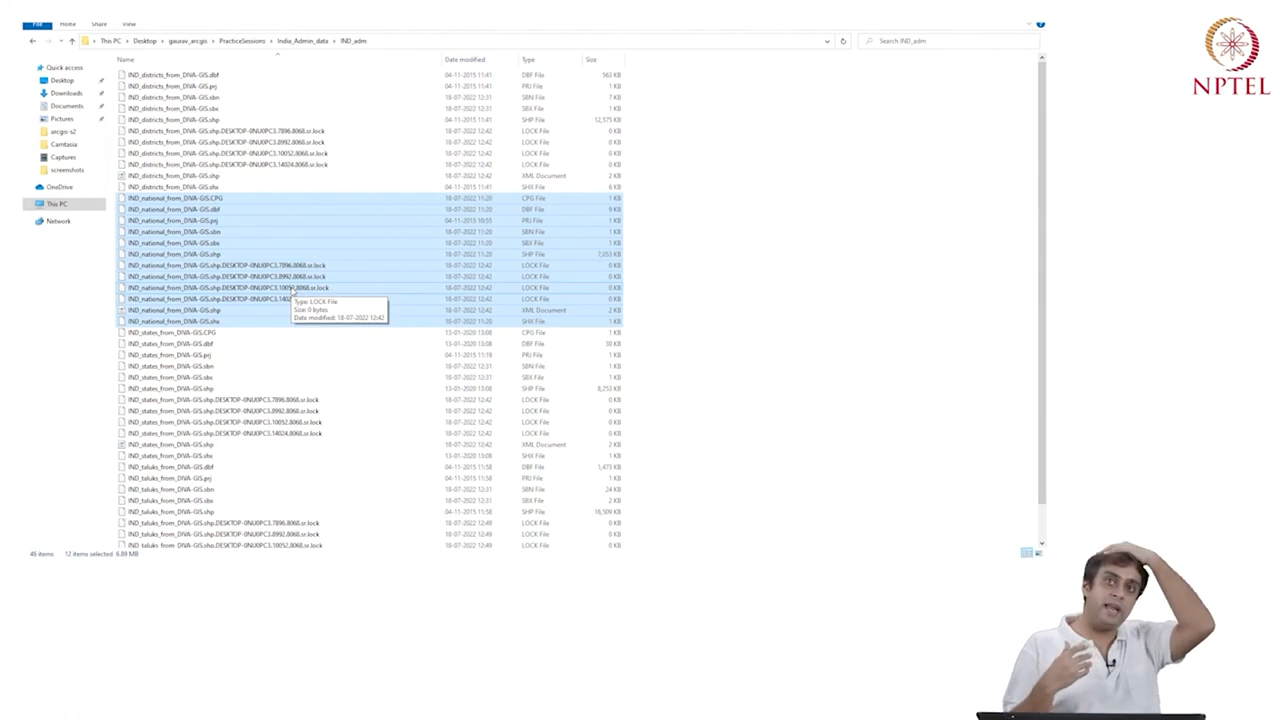 File Home Share View
This PC Desktop gaurav_arcgis PracticeSessions India_Admin_data IND_adm Search IND_adm
NPTEL
Name Date modified Type Size
Quick access
Desktop
Downloads
Documents
Pictures
arcgis-s2
Camtasia
Captures
screenshots
OneDrive
This PC
Network
IND_districts_from_DIVA-GIS.dbf 04-11-2015 11:41 DBF File 563 KB
IND_districts_from_DIVA-GIS.prj 04-11-2015 11:41 PRJ File 1 KB
IND_districts_from_DIVA-GIS.sbn 18-07-2022 12:31 SBN File 7 KB
IND_districts_from_DIVA-GIS.sbx 18-07-2022 12:31 SBX File 1 KB
IND_districts_from_DIVA-GIS.shp 04-11-2015 11:41 SHP File 12,575 KB
IND_districts_from_DIVA-GIS.shp.DESKTOP-0NU0PC3.7896.8068.sr.lock 18-07-2022 12:42 LOCK File 0 KB
IND_districts_from_DIVA-GIS.shp.DESKTOP-0NU0PC3.8992.8068.sr.lock 18-07-2022 12:42 LOCK File 0 KB
IND_districts_from_DIVA-GIS.shp.DESKTOP-0NU0PC3.10052.8068.sr.lock 18-07-2022 12:42 LOCK File 0 KB
IND_districts_from_DIVA-GIS.shp.DESKTOP-0NU0PC3.14024.8068.sr.lock 18-07-2022 12:42 LOCK File 0 KB
IND_districts_from_DIVA-GIS.shp 18-07-2022 12:42 XML Document 2 KB
IND_districts_from_DIVA-GIS.shx 04-11-2015 11:41 SHX File 6 KB
IND_national_from_DIVA-GIS.CPG 18-07-2022 11:20 CPG File 1 KB
IND_national_from_DIVA-GIS.dbf 18-07-2022 11:20 DBF File 9 KB
IND_national_from_DIVA-GIS.prj 04-11-2015 10:55 PRJ File 1 KB
IND_national_from_DIVA-GIS.sbn 18-07-2022 11:20 SBN File 1 KB
IND_national_from_DIVA-GIS.sbx 18-07-2022 11:20 SBX File 1 KB
IND_national_from_DIVA-GIS.shp 18-07-2022 11:20 SHP File 7,053 KB
IND_national_from_DIVA-GIS.shp.DESKTOP-0NU0PC3.7896.8068.sr.lock 18-07-2022 12:42 LOCK File 0 KB
IND_national_from_DIVA-GIS.shp.DESKTOP-0NU0PC3.8992.8068.sr.lock 18-07-2022 12:42 LOCK File 0 KB
IND_national_from_DIVA-GIS.shp.DESKTOP-0NU0PC3.10052.8068.sr.lock 18-07-2022 12:42 LOCK File 0 KB
IND_national_from_DIVA-GIS.shp.DESKTOP-0NU0PC3.1402 18-07-2022 12:42 LOCK File 0 KB
Type: LOCK File
Size: 0 bytes
Date modified: 18-07-2022 12:42
IND_national_from_DIVA-GIS.shp 18-07-2022 12:42 XML Document 2 KB
IND_national_from_DIVA-GIS.shx 18-07-2022 11:20 SHX File 1 KB
IND_states_from_DIVA-GIS.CPG 13-01-2020 13:08 CPG File 1 KB
IND_states_from_DIVA-GIS.dbf 13-01-2020 13:08 DBF File 30 KB
IND_states_from_DIVA-GIS.prj 04-11-2015 11:19 PRJ File 1 KB
IND_states_from_DIVA-GIS.sbn 18-07-2022 12:31 SBN File 1 KB
IND_states_from_DIVA-GIS.sbx 18-07-2022 12:31 SBX File 1 KB
IND_states_from_DIVA-GIS.shp 13-01-2020 13:08 SHP File 8,253 KB
IND_states_from_DIVA-GIS.shp.DESKTOP-0NU0PC3.7896.8068.sr.lock 18-07-2022 12:42 LOCK File 0 KB
IND_states_from_DIVA-GIS.shp.DESKTOP-0NU0PC3.8992.8068.sr.lock 18-07-2022 12:42 LOCK File 0 KB
IND_states_from_DIVA-GIS.shp.DESKTOP-0NU0PC3.10052.8068.sr.lock 18-07-2022 12:42 LOCK File 0 KB
IND_states_from_DIVA-GIS.shp.DESKTOP-0NU0PC3.14024.8068.sr.lock 18-07-2022 12:42 LOCK File 0 KB
IND_states_from_DIVA-GIS.shp 18-07-2022 12:42 XML Document 2 KB
IND_states_from_DIVA-GIS.shx 13-01-2020 13:08 SHX File 1 KB
IND_taluks_from_DIVA-GIS.dbf 04-11-2015 11:58 DBF File 1,473 KB
IND_taluks_from_DIVA-GIS.prj 04-11-2015 11:58 PRJ File 1 KB
IND_taluks_from_DIVA-GIS.sbn 18-07-2022 12:31 SBN File 24 KB
IND_taluks_from_DIVA-GIS.sbx 18-07-2022 12:31 SBX File 2 KB
IND_taluks_from_DIVA-GIS.shp 04-11-2015 11:58 SHP File 16,509 KB
IND_taluks_from_DIVA-GIS.shp.DESKTOP-0NU0PC3.7896.8068.sr.lock 18-07-2022 12:49 LOCK File 0 KB
IND_taluks_from_DIVA-GIS.shp.DESKTOP-0NU0PC3.8992.8068.sr.lock 18-07-2022 12:49 LOCK File 0 KB
IND_taluks_from_DIVA-GIS.shp.DESKTOP-0NU0PC3.10052.8068.sr.lock 18-07-2022 12:49 LOCK File 0 KB
46 items 12 items selected 6.89 MB